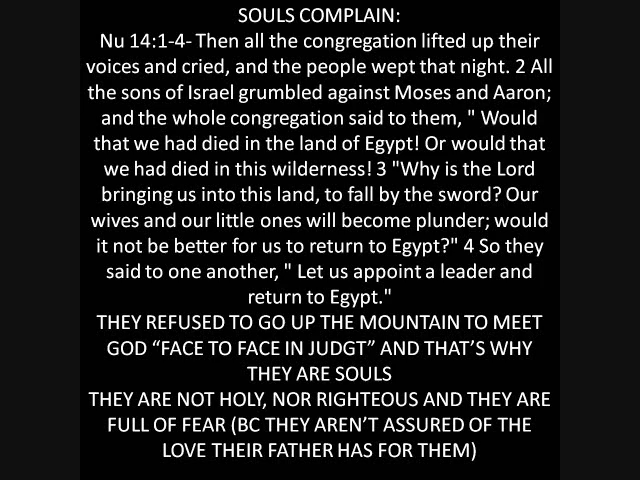 SOULS COMPLAIN:
Nu 14:1-4- Then all the congregation lifted up their
voices and cried, and the people wept that night. 2 All
the sons of Israel grumbled against Moses and Aaron;
and the whole congregation said to them, " Would
that we had died in the land of Egypt! Or would that
we had died in this wilderness! 3 "Why is the Lord
bringing us into this land, to fall by the sword? Our
wives and our little ones will become plunder; would
it not be better for us to return to Egypt?" 4 So they
said to one another, " Let us appoint a leader and
return to Egypt."
THEY REFUSED TO GO UP THE MOUNTAIN TO MEET
GOD “FACE TO FACE IN JUDGT” AND THAT’S WHY
THEY ARE SOULS
THEY ARE NOT HOLY, NOR RIGHTEOUS AND THEY ARE
FULL OF FEAR (BC THEY AREN’T ASSURED OF THE
LOVE THEIR FATHER HAS FOR THEM)